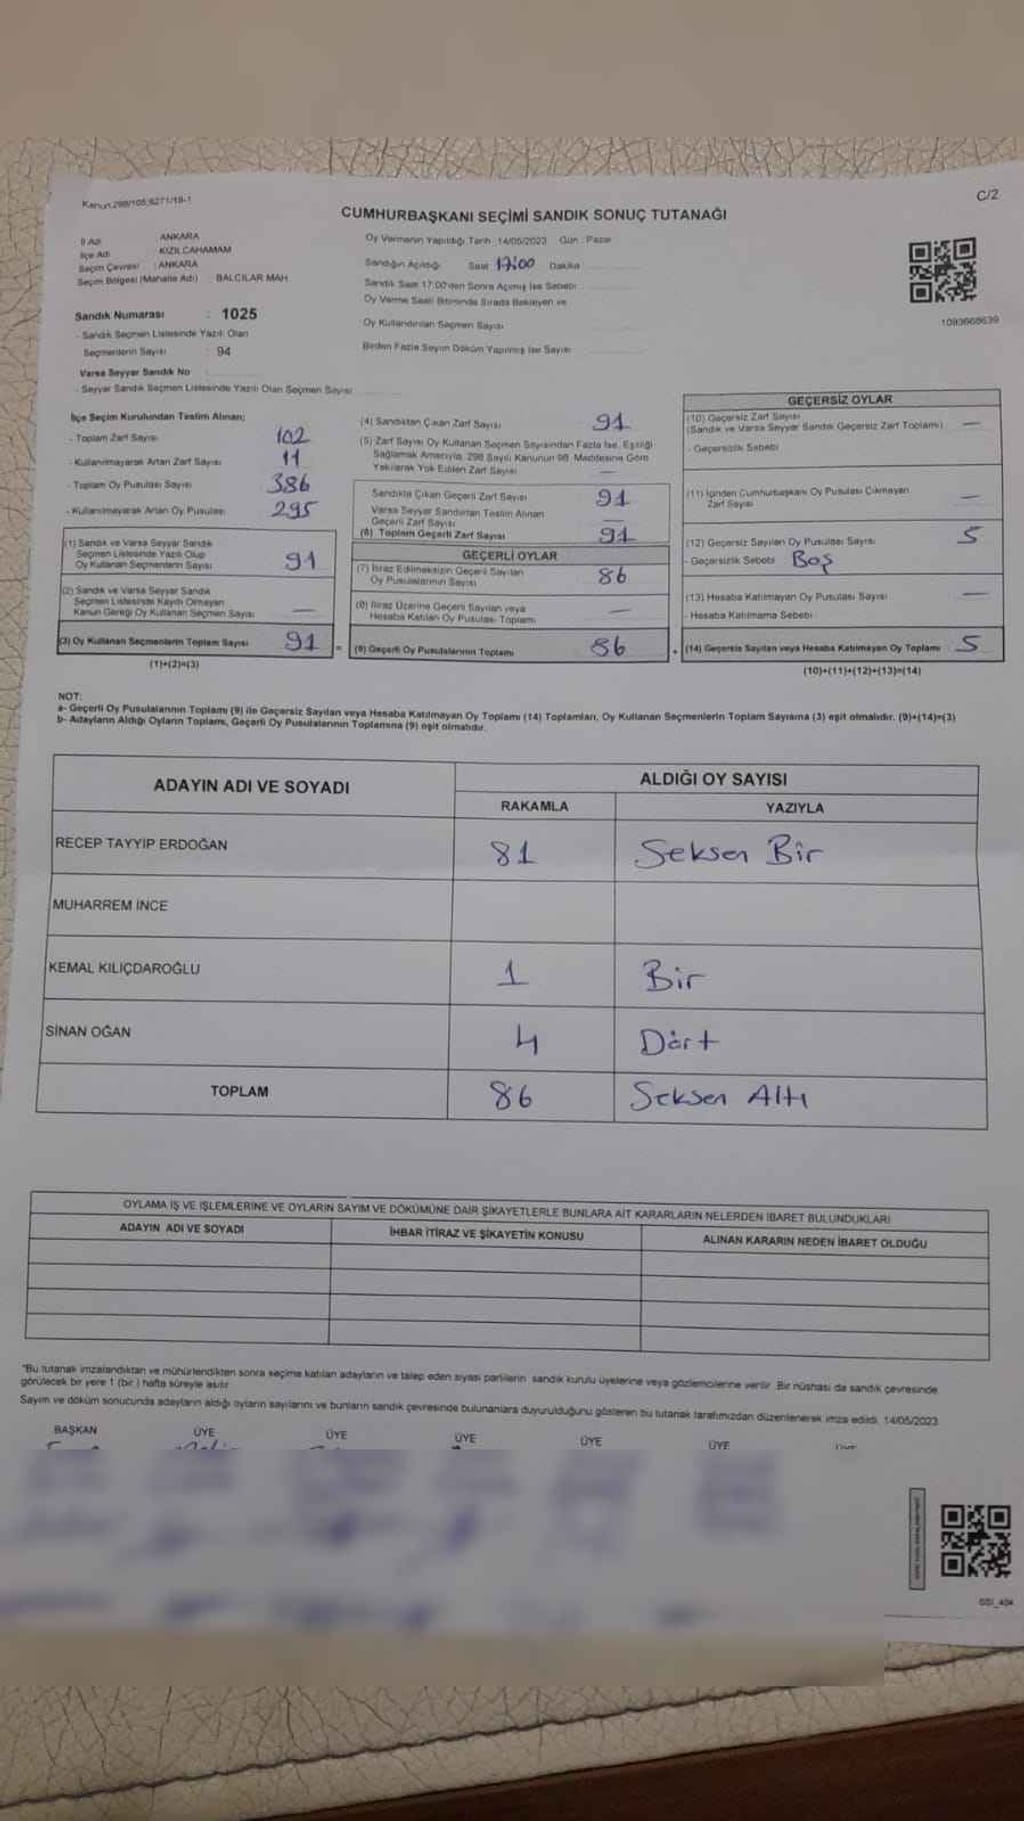 Kanun:298/105;6271/19-1
C/2
CUMHURBAŞKANI SEÇİMİ SANDIK SONUÇ TUTANAĞI
İl Adı ANKARA
İlçe Adı KIZILCAHAMAM
Seçim Çevresi : ANKARA
Seçim Bölgesi (Mahalle Adı) BALCILAR MAH.
Sandık Numarası : 1025
- Sandık Seçmen Listesinde Yazılı Olan
Seçmenlerin Sayısı : 94
Varsa Seyyar Sandık No
- Seyyar Sandık Seçmen Listesinde Yazılı Olan Seçmen Sayısı
Oy Vermenin Yapıldığı Tarih :14/05/2023 Gün : Pazar
Sandığın Açıldığı Saat 17:00 Dakika
Sandık Saat 17:00'den Sonra Açılmış İse Sebebi
Oy Verme Saati Bitiminde Sırada Bekleyen ve
Oy Kullandırılan Seçmen Sayısı
Birden Fazla Sayım Döküm Yapılmış İse Sayısı
1093668639
İlçe Seçim Kurulundan Teslim Alınan;
- Toplam Zarf Sayısı 102
- Kullanılmayarak Artan Zarf Sayısı 11
- Toplam Oy Pusulası Sayısı 386
- Kullanılmayarak Artan Oy Pusulası 295
(1) Sandık ve Varsa Seyyar Sandık
Seçmen Listesinde Yazılı Olup
Oy Kullanan Seçmenlerin Sayısı 91
(2) Sandık ve Varsa Seyyar Sandık
Seçmen Listesinde Kayıtlı Olmayan
Kanun Gereği Oy Kullanan Seçmen Sayısı —
(3) Oy Kullanan Seçmenlerin Toplam Sayısı 91
(1)+(2)=(3)
(4) Sandıktan Çıkan Zarf Sayısı 91
(5) Zarf Sayısı Oy Kullanan Seçmen Sayısından Fazla İse, Eşitliği
Sağlamak Amacıyla, 298 Sayılı Kanunun 98. Maddesine Göre
Yakılarak Yok Edilen Zarf Sayısı —
Sandıkta Çıkan Geçerli Zarf Sayısı 91
Varsa Seyyar Sandıktan Teslim Alınan
Geçerli Zarf Sayısı —
(6) Toplam Geçerli Zarf Sayısı 91
GEÇERLİ OYLAR
(7) İtiraz Edilmeksizin Geçerli Sayılan
Oy Pusulalarının Sayısı 86
(8) İtiraz Üzerine Geçerli Sayılan veya
Hesaba Katılan Oy Pusulası Toplamı —
= (9) Geçerli Oy Pusulalarının Toplamı 86
GEÇERSİZ OYLAR
(10) Geçersiz Zarf Sayısı
(Sandık ve Varsa Seyyar Sandık Geçersiz Zarf Toplamı) —
- Geçersizlik Sebebi
(11) İçinden Cumhurbaşkanı Oy Pusulası Çıkmayan
Zarf Sayısı —
(12) Geçersiz Sayılan Oy Pusulası Sayısı 5
- Geçersizlik Sebebi Boş
(13) Hesaba Katılmayan Oy Pusulası Sayısı —
- Hesaba Katılmama Sebebi
+ (14) Geçersiz Sayılan veya Hesaba Katılmayan Oy Toplamı 5
(10)+(11)+(12)+(13)=(14)
NOT:
a- Geçerli Oy Pusulalarının Toplamı (9) ile Geçersiz Sayılan veya Hesaba Katılmayan Oy Toplamı (14) Toplamları, Oy Kullanan Seçmenlerin Toplam Sayısına (3) eşit olmalıdır. (9)+(14)=(3)
b- Adayların Aldığı Oyların Toplamı, Geçerli Oy Pusulalarının Toplamına (9) eşit olmalıdır.
ADAYIN ADI VE SOYADI ALDIĞI OY SAYISI
RAKAMLA YAZIYLA
RECEP TAYYİP ERDOĞAN 81 Seksen Bir
MUHARREM İNCE
KEMAL KILIÇDAROĞLU 1 Bir
SİNAN OĞAN 4 Dört
TOPLAM 86 Seksen Altı
OYLAMA İŞ VE İŞLEMLERİNE VE OYLARIN SAYIM VE DÖKÜMÜNE DAİR ŞİKAYETLERLE BUNLARA AİT KARARLARIN NELERDEN İBARET BULUNDUKLARI
ADAYIN ADI VE SOYADI İHBAR İTİRAZ VE ŞİKAYETİN KONUSU ALINAN KARARIN NEDEN İBARET OLDUĞU
"Bu tutanak imzalandıktan ve mühürlendikten sonra seçime katılan adayların ve talep eden siyasi partilerin sandık kurulu üyelerine veya gözlemcilerine verilir. Bir nüshası da sandık çevresinde
görülecek bir yere 1 (bir ) hafta süreyle asılır.
Sayım ve döküm sonucunda adayların aldığı oyların sayılarını ve bunların sandık çevresinde bulunanlara duyurulduğunu gösteren bu tutanak tarafımızdan düzenlenerek imza edildi. 14/05/2023
BAŞKAN ÜYE ÜYE ÜYE ÜYE ÜYE